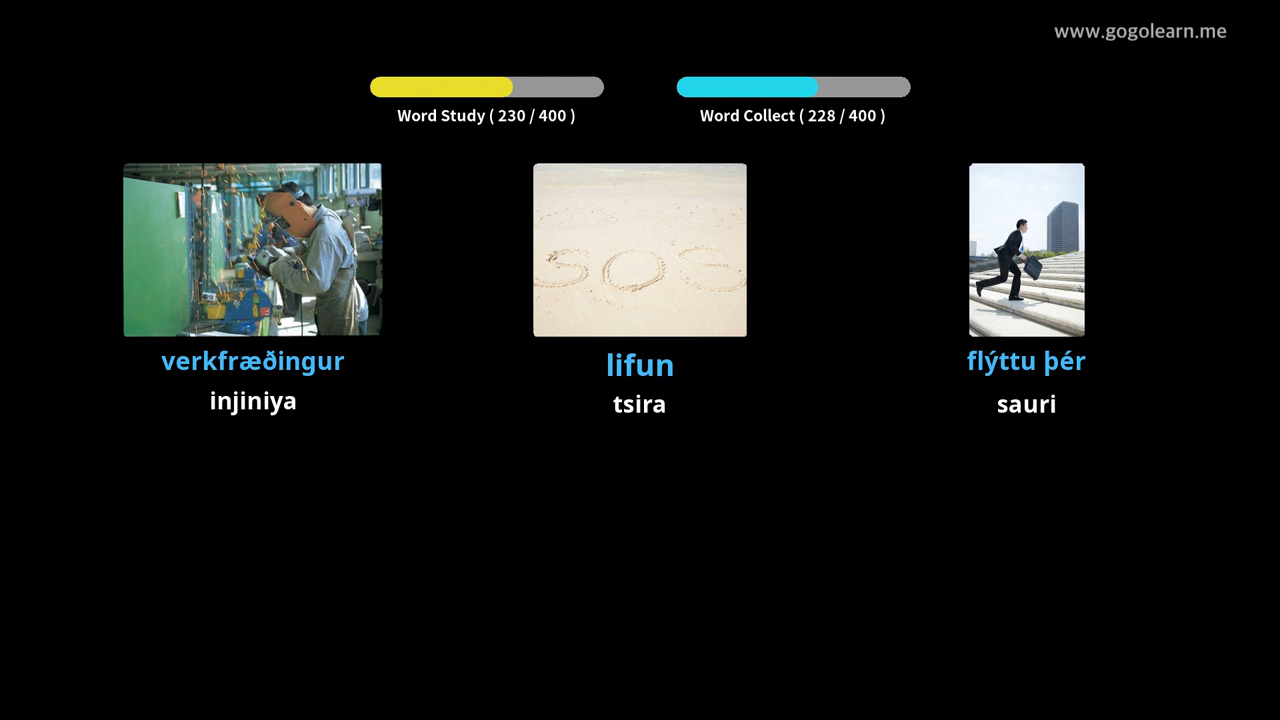 www.gogolearn.me
Word Study ( 230 / 400 )
Word Collect ( 228 / 400 )
SOS
verkfræðingur
lifun
flýttu þér
injiniya
tsira
sauri